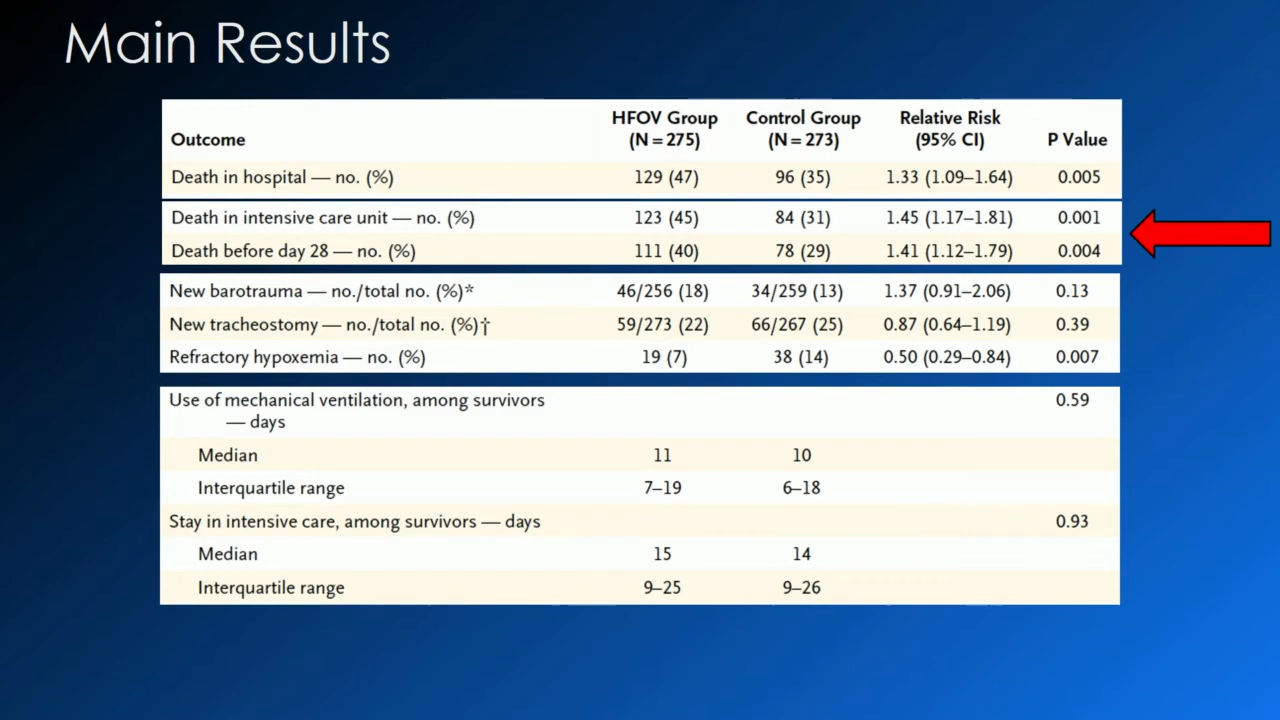 Main Results
Outcome HFOV Group (N = 275) Control Group (N = 273) Relative Risk (95% CI) P Value
Death in hospital — no. (%) 129 (47) 96 (35) 1.33 (1.09–1.64) 0.005
Death in intensive care unit — no. (%) 123 (45) 84 (31) 1.45 (1.17–1.81) 0.001
Death before day 28 — no. (%) 111 (40) 78 (29) 1.41 (1.12–1.79) 0.004
New barotrauma — no./total no. (%)* 46/256 (18) 34/259 (13) 1.37 (0.91–2.06) 0.13
New tracheostomy — no./total no. (%)† 59/273 (22) 66/267 (25) 0.87 (0.64–1.19) 0.39
Refractory hypoxemia — no. (%) 19 (7) 38 (14) 0.50 (0.29–0.84) 0.007
Use of mechanical ventilation, among survivors 0.59
— days
Median 11 10
Interquartile range 7–19 6–18
Stay in intensive care, among survivors — days 0.93
Median 15 14
Interquartile range 9–25 9–26